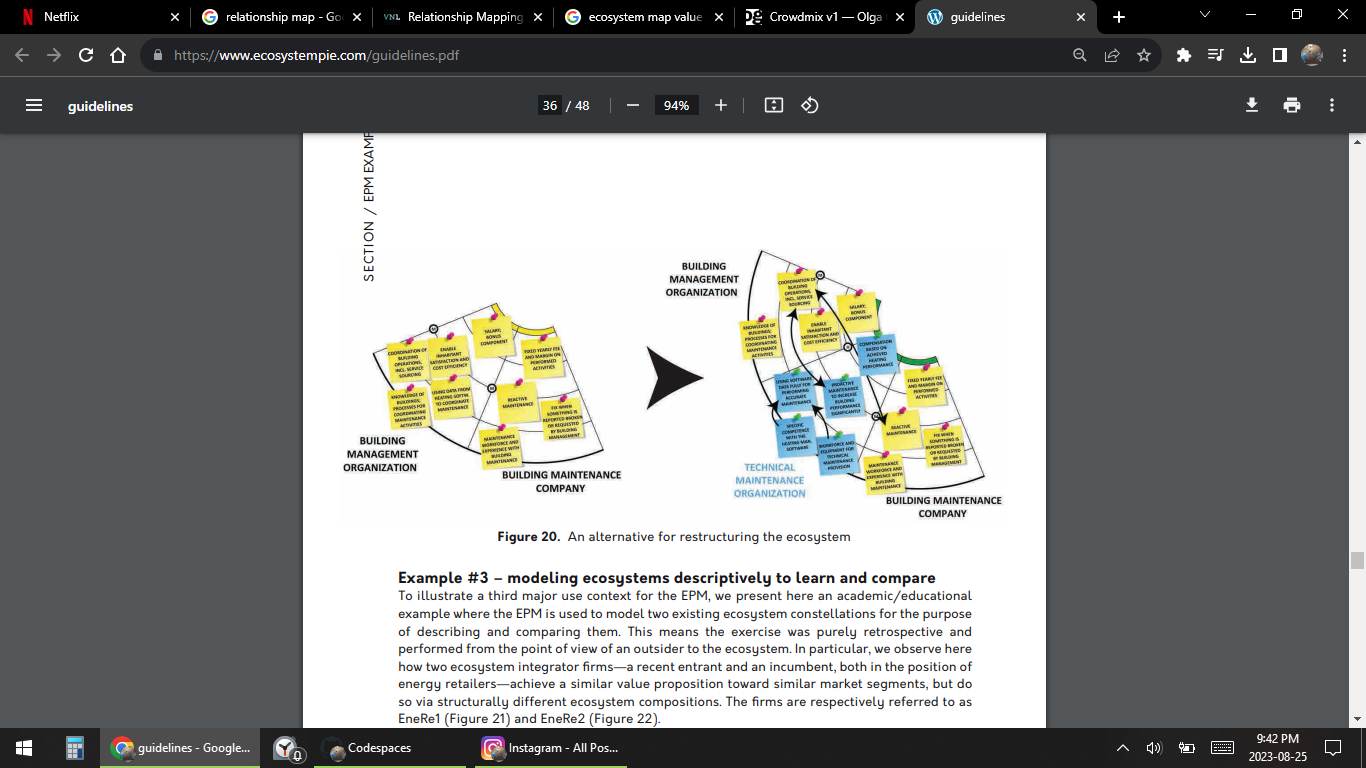 Netflix
relationship map - Goo
VNL Relationship Mapping
ecosystem map value
Crowdmix v1 — Olga
guidelines
https://www.ecosystempie.com/guidelines.pdf
guidelines
36 / 48
94%
SECTION / EPM EXAMP
BUILDING
MANAGEMENT
ORGANIZATION
COORDINATION OF
BUILDING
OPERATIONS,
INCL. SERVICE
SOURCING
ENABLE
INHABITANT
SATISFACTION AND
COST EFFICIENCY
SALARY;
BONUS
COMPONENT
FIXED YEARLY FEE
AND MARGIN ON
PERFORMED
ACTIVITIES
KNOWLEDGE OF
BUILDINGS;
PROCESSES FOR
COORDINATING
MAINTENANCE
ACTIVITIES
USING DATA FROM
HEATING SOFTW.
TO COORDINATE
MAINTENANCE
REACTIVE
MAINTENANCE
FIX WHEN
SOMETHING IS
REPORTED BROKEN
OR REQUESTED
BY BUILDING
MANAGEMENT
MAINTENANCE
WORKFORCE AND
EXPERIENCE WITH
BUILDING
MAINTENANCE
BUILDING
MANAGEMENT
ORGANIZATION
BUILDING MAINTENANCE
COMPANY
COORDINATION OF
BUILDING
OPERATIONS,
INCL. SERVICE
SOURCING
SALARY;
BONUS
COMPONENT
KNOWLEDGE OF
BUILDINGS;
PROCESSES FOR
COORDINATING
MAINTENANCE
ACTIVITIES
ENABLE
INHABITANT
SATISFACTION AND
COST EFFICIENCY
COMPENSATION
BASED ON
ACHIEVED
HEATING
PERFORMANCE
FIXED YEARLY FEE
AND MARGIN ON
PERFORMED
ACTIVITIES
USING SOFTWARE
DATA FULLY FOR
PERFORMING
ACCURATE
MAINTENANCE
PROACTIVE
MAINTENANCE
TO INCREASE
BUILDING
PERFORMANCE
SIGNIFICANTLY
REACTIVE
MAINTENANCE
FIX WHEN
SOMETHING IS
REPORTED BROKEN
OR REQUESTED
BY BUILDING
MANAGEMENT
SPECIFIC
COMPETENCE
WITH THE
HEATING MAN.
SOFTWARE
WORKFORCE AND
EQUIPMENT FOR
TECHNICAL
MAINTENANCE
PROVISION
MAINTENANCE
WORKFORCE AND
EXPERIENCE WITH
BUILDING
MAINTENANCE
TECHNICAL
MAINTENANCE
ORGANIZATION
BUILDING MAINTENANCE
COMPANY
Figure 20. An alternative for restructuring the ecosystem
Example #3 – modeling ecosystems descriptively to learn and compare
To illustrate a third major use context for the EPM, we present here an academic/educational
example where the EPM is used to model two existing ecosystem constellations for the purpose
of describing and comparing them. This means the exercise was purely retrospective and
performed from the point of view of an outsider to the ecosystem. In particular, we observe here
how two ecosystem integrator firms—a recent entrant and an incumbent, both in the position of
energy retailers—achieve a similar value proposition toward similar market segments, but do
so via structurally different ecosystem compositions. The firms are respectively referred to as
EneRe1 (Figure 21) and EneRe2 (Figure 22).
guidelines - Google...
Codespaces
Instagram - All Pos...
9:42 PM
2023-08-25